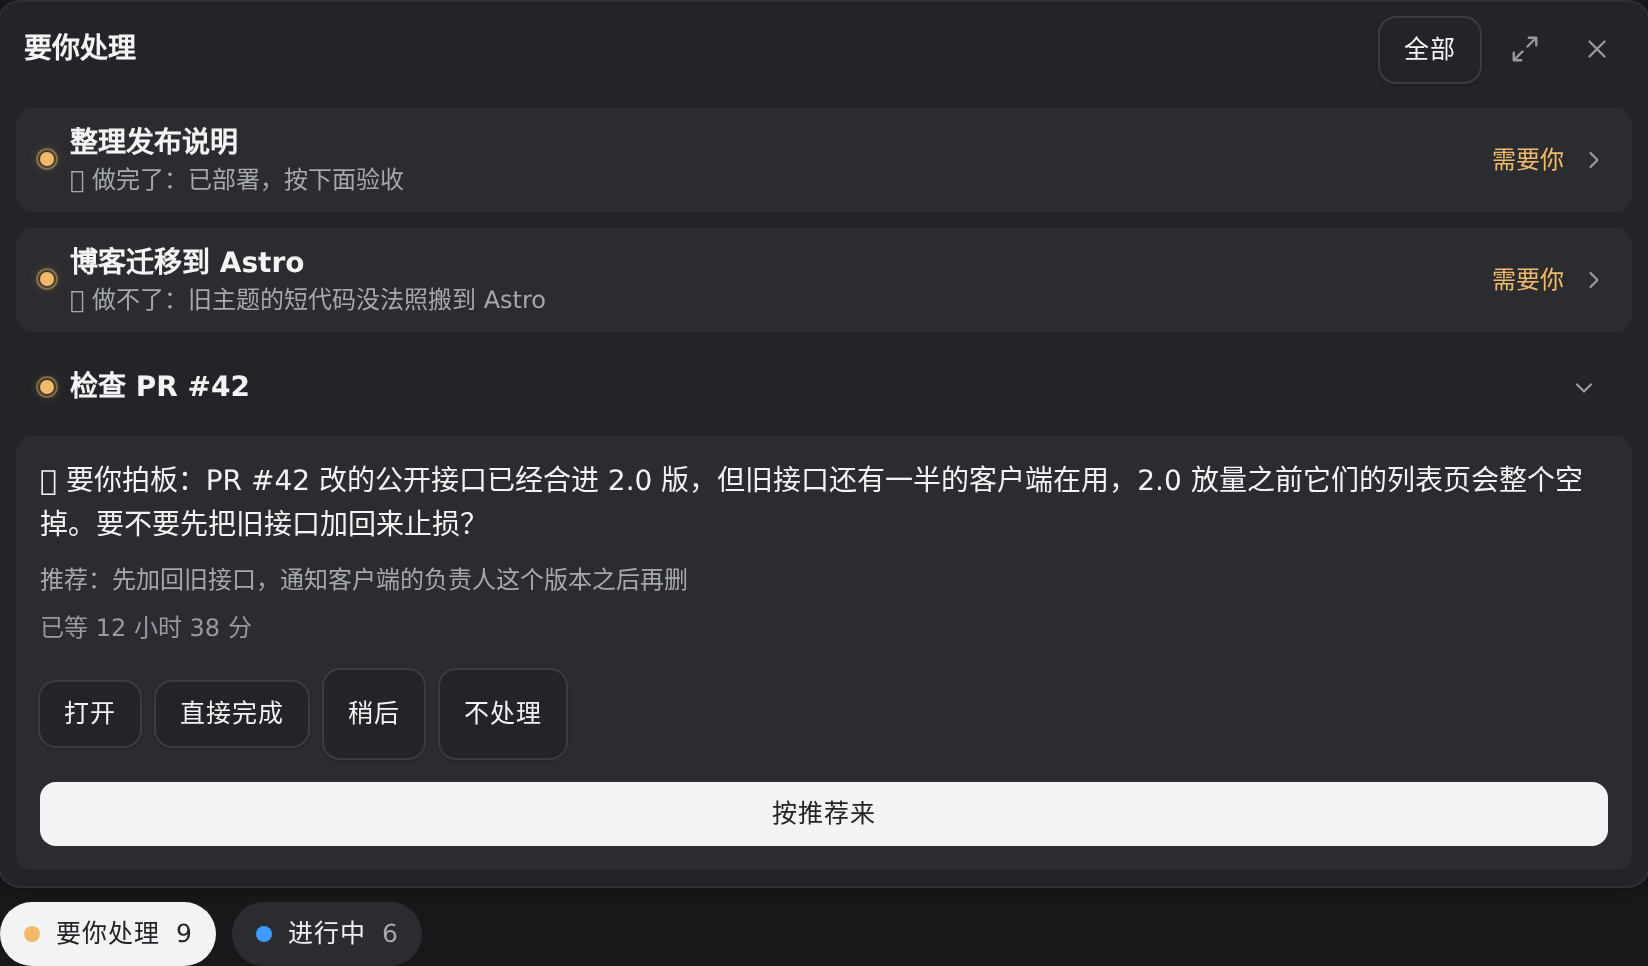 要你处理
全部
整理发布说明
做完了：已部署，按下面验收
需要你
博客迁移到 Astro
做不了：旧主题的短代码没法照搬到 Astro
需要你
检查 PR #42
要你拍板：PR #42 改的公开接口已经合进 2.0 版，但旧接口还有一半的客户端在用，2.0 放量之前它们的列表页会整个空
掉。要不要先把旧接口加回来止损？
推荐：先加回旧接口，通知客户端的负责人这个版本之后再删
已等 12 小时 38 分
打开
直接完成
稍后
不处理
按推荐来
要你处理 9
进行中 6